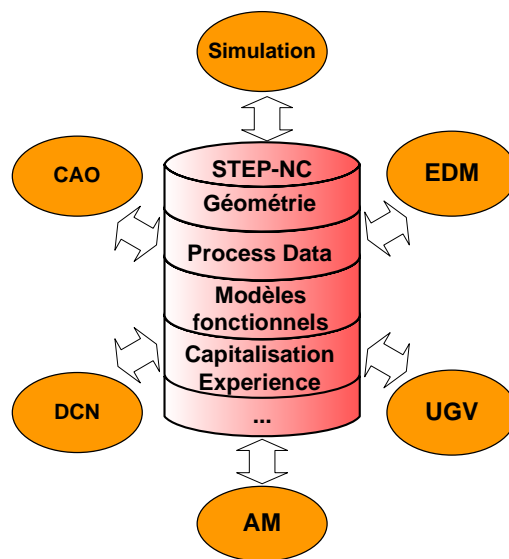 Simulation
CAO
STEP-NC
EDM
Géométrie
Process Data
Modèles
fonctionnels
Capitalisation
Experience
DCN
...
UGV
AM